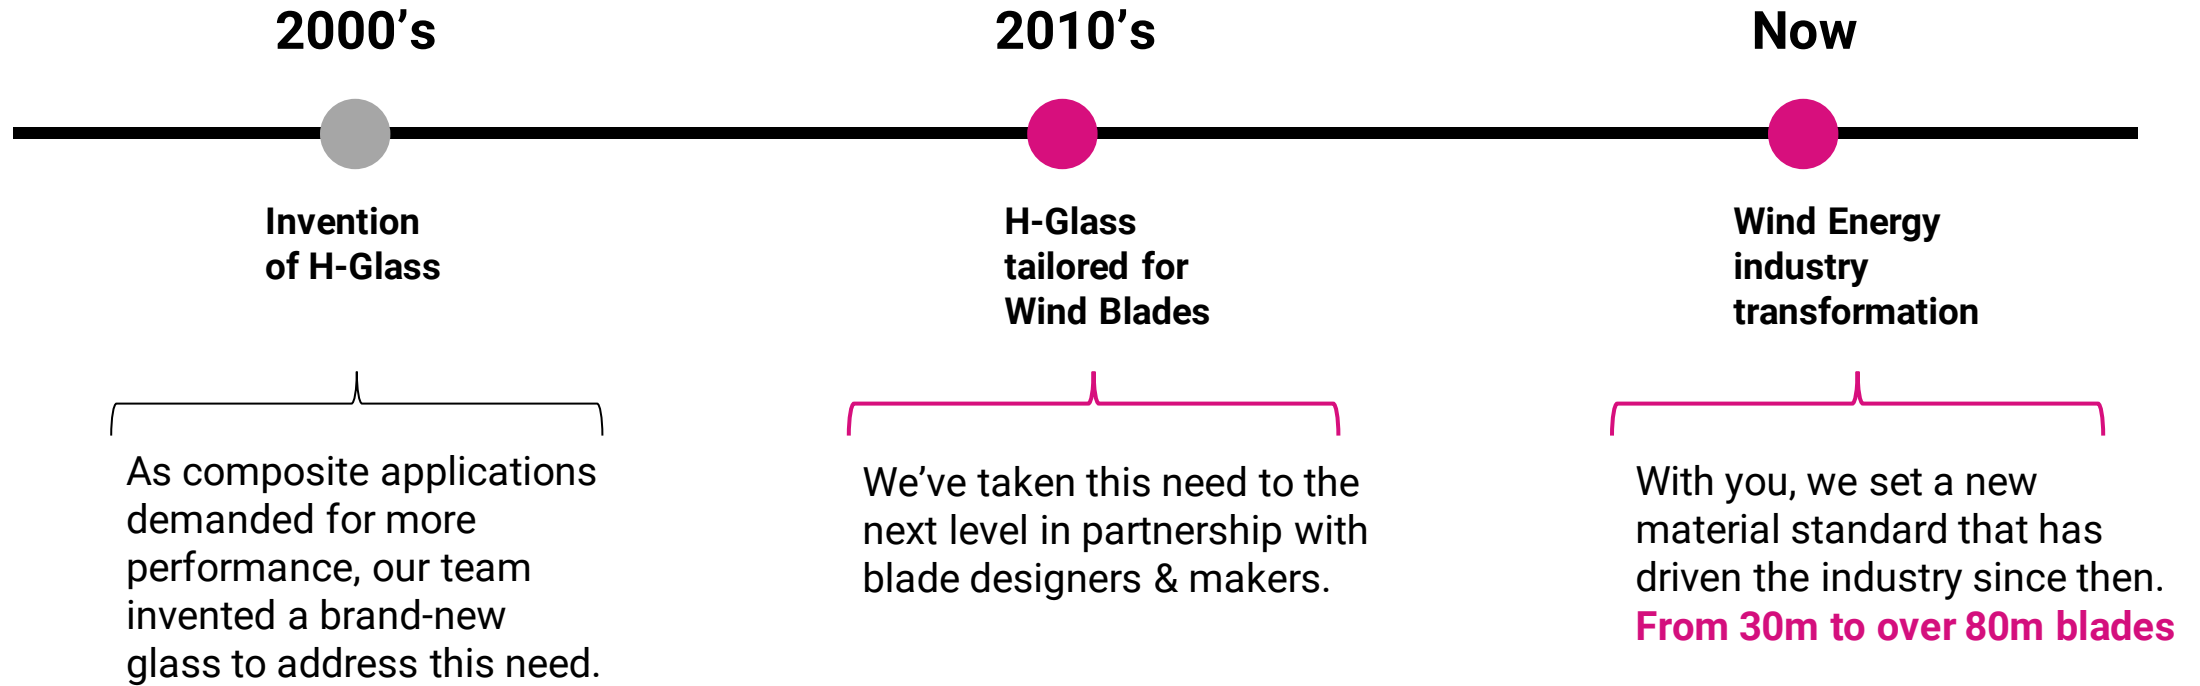 2000’s
2010’s
Now
Invention
of H-Glass
H-Glass
tailored for
Wind Blades
Wind Energy
industry
transformation
As composite applications
demanded for more
performance, our team
invented a brand-new
glass to address this need.
We’ve taken this need to the
next level in partnership with
blade designers & makers.
With you, we set a new
material standard that has
driven the industry since then.
From 30m to over 80m blades